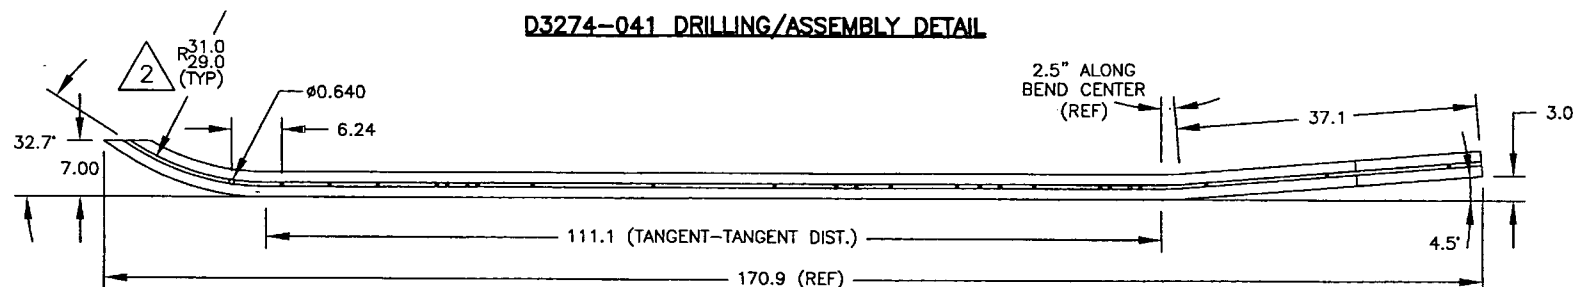 D3274-041 DRILLING/ASSEMBLY DETAIL
2
R31.0
29.0
(TYP)
ø0.640
6.24
2.5" ALONG
BEND CENTER
(REF)
37.1
3.0
32.7°
7.00
111.1 (TANGENT-TANGENT DIST.)
4.5°
170.9 (REF)